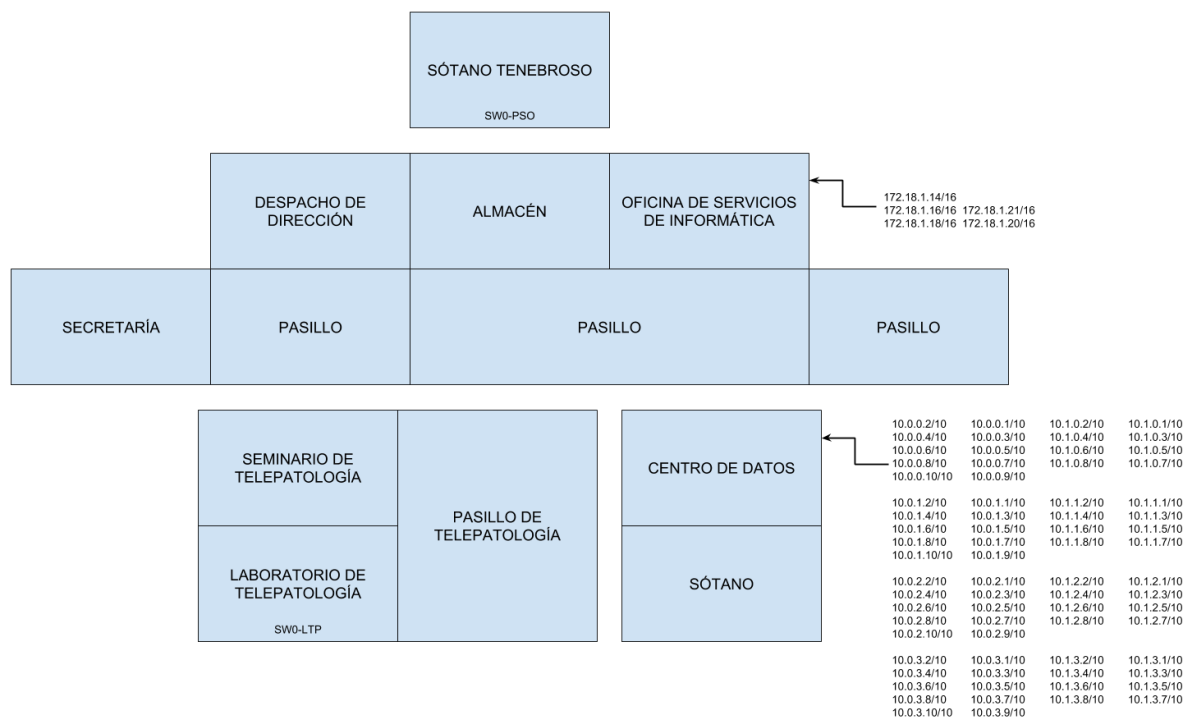 SÓTANO TENEBROSO
SW0-PSO
DESPACHO DE
DIRECCIÓN
ALMACÉN
OFICINA DE SERVICIOS
DE INFORMÁTICA
172.18.1.14/16
172.18.1.16/16 172.18.1.21/16
172.18.1.18/16 172.18.1.20/16
SECRETARÍA
PASILLO
PASILLO
PASILLO
SEMINARIO DE
TELEPATOLOGÍA
LABORATORIO DE
TELEPATOLOGÍA
SW0-LTP
PASILLO DE
TELEPATOLOGÍA
CENTRO DE DATOS
SÓTANO
10.0.0.2/10 10.0.0.1/10 10.1.0.2/10 10.1.0.1/10
10.0.0.4/10 10.0.0.3/10 10.1.0.4/10 10.1.0.3/10
10.0.0.6/10 10.0.0.5/10 10.1.0.6/10 10.1.0.5/10
10.0.0.8/10 10.0.0.7/10 10.1.0.8/10 10.1.0.7/10
10.0.0.10/10 10.0.0.9/10
10.0.1.2/10 10.0.1.1/10 10.1.1.2/10 10.1.1.1/10
10.0.1.4/10 10.0.1.3/10 10.1.1.4/10 10.1.1.3/10
10.0.1.6/10 10.0.1.5/10 10.1.1.6/10 10.1.1.5/10
10.0.1.8/10 10.0.1.7/10 10.1.1.8/10 10.1.1.7/10
10.0.1.10/10 10.0.1.9/10
10.0.2.2/10 10.0.2.1/10 10.1.2.2/10 10.1.2.1/10
10.0.2.4/10 10.0.2.3/10 10.1.2.4/10 10.1.2.3/10
10.0.2.6/10 10.0.2.5/10 10.1.2.6/10 10.1.2.5/10
10.0.2.8/10 10.0.2.7/10 10.1.2.8/10 10.1.2.7/10
10.0.2.10/10 10.0.2.9/10
10.0.3.2/10 10.0.3.1/10 10.1.3.2/10 10.1.3.1/10
10.0.3.4/10 10.0.3.3/10 10.1.3.4/10 10.1.3.3/10
10.0.3.6/10 10.0.3.5/10 10.1.3.6/10 10.1.3.5/10
10.0.3.8/10 10.0.3.7/10 10.1.3.8/10 10.1.3.7/10
10.0.3.10/10 10.0.3.9/10